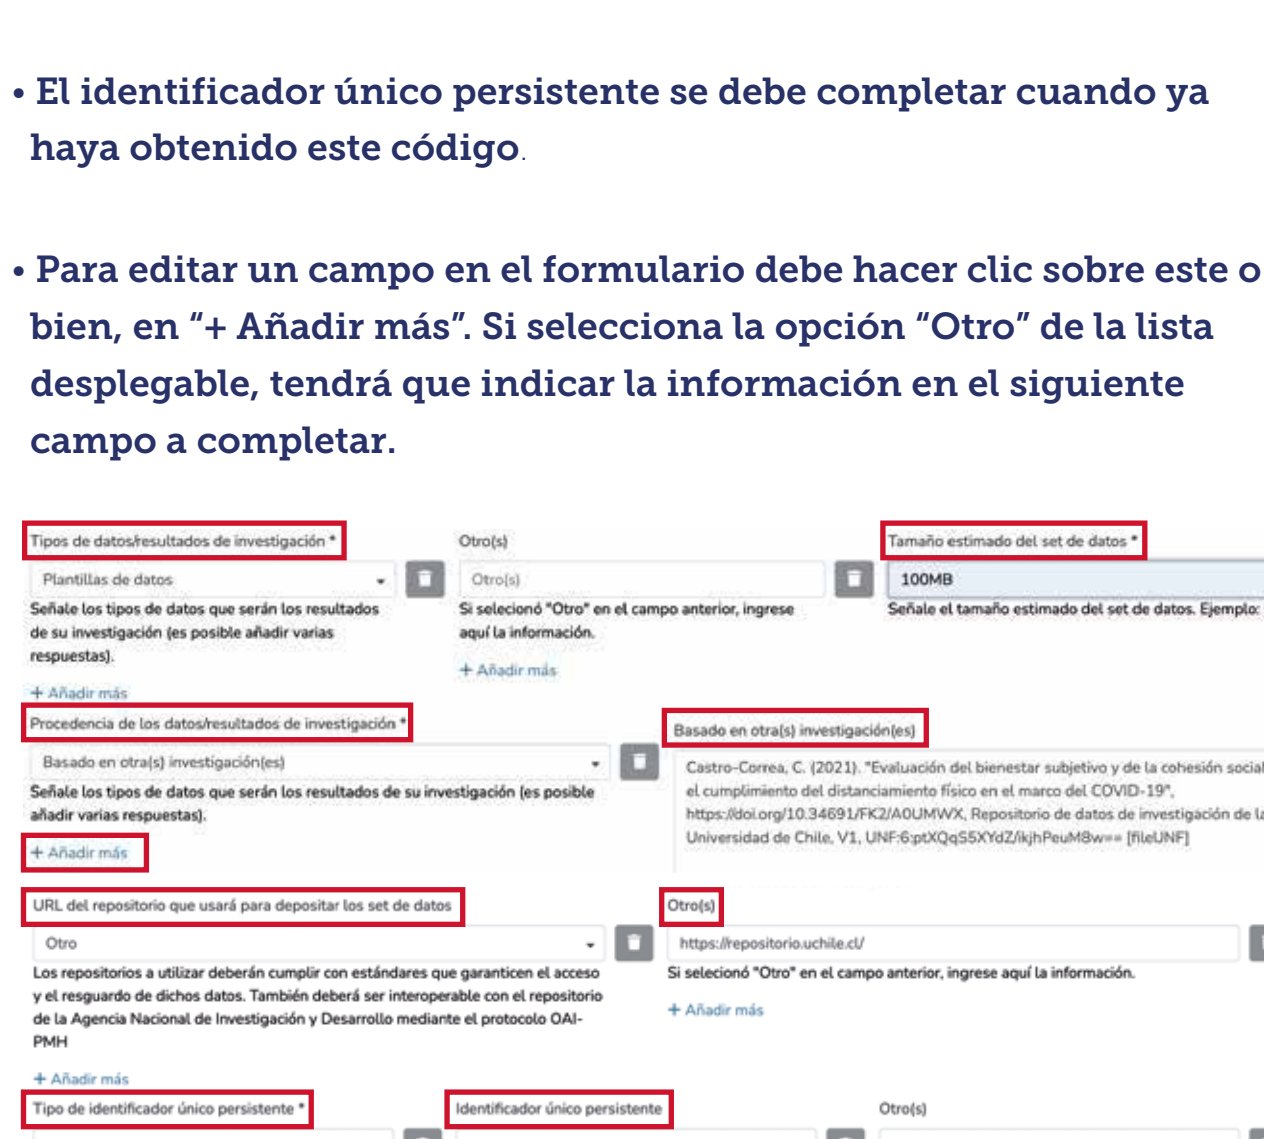 • El identificador único persistente se debe completar cuando ya
haya obtenido este código.
• Para editar un campo en el formulario debe hacer clic sobre este o
bien, en “+ Añadir más”. Si selecciona la opción “Otro” de la lista
desplegable, tendrá que indicar la información en el siguiente
campo a completar.
Tipos de datos/resultados de investigación *
Plantillas de datos
Señale los tipos de datos que serán los resultados
de su investigación (es posible añadir varias
respuestas).
+ Añadir más
Otro(s)
Otro(s)
Si selecionó "Otro" en el campo anterior, ingrese
aquí la información.
+ Añadir más
Tamaño estimado del set de datos *
100MB
Señale el tamaño estimado del set de datos. Ejemplo:
Procedencia de los datos/resultados de investigación *
Basado en otra(s) investigación(es)
Señale los tipos de datos que serán los resultados de su investigación (es posible
añadir varias respuestas).
+ Añadir más
Basado en otra(s) investigación(es)
Castro-Correa, C. (2021). "Evaluación del bienestar subjetivo y de la cohesión social
el cumplimiento del distanciamiento físico en el marco del COVID-19",
https://doi.org/10.34691/FK2/A0UMWX, Repositorio de datos de investigación de la
Universidad de Chile, V1, UNF:6:ptXQqS5XYdZ/ikjhPeuM8w== [fileUNF]
URL del repositorio que usará para depositar los set de datos
Otro
Los repositorios a utilizar deberán cumplir con estándares que garanticen el acceso
y el resguardo de dichos datos. También deberá ser interoperable con el repositorio
de la Agencia Nacional de Investigación y Desarrollo mediante el protocolo OAI-
PMH
+ Añadir más
Otro(s)
https://repositorio.uchile.cl/
Si selecionó "Otro" en el campo anterior, ingrese aquí la información.
+ Añadir más
Tipo de identificador único persistente *
Identificador único persistente
Otro(s)